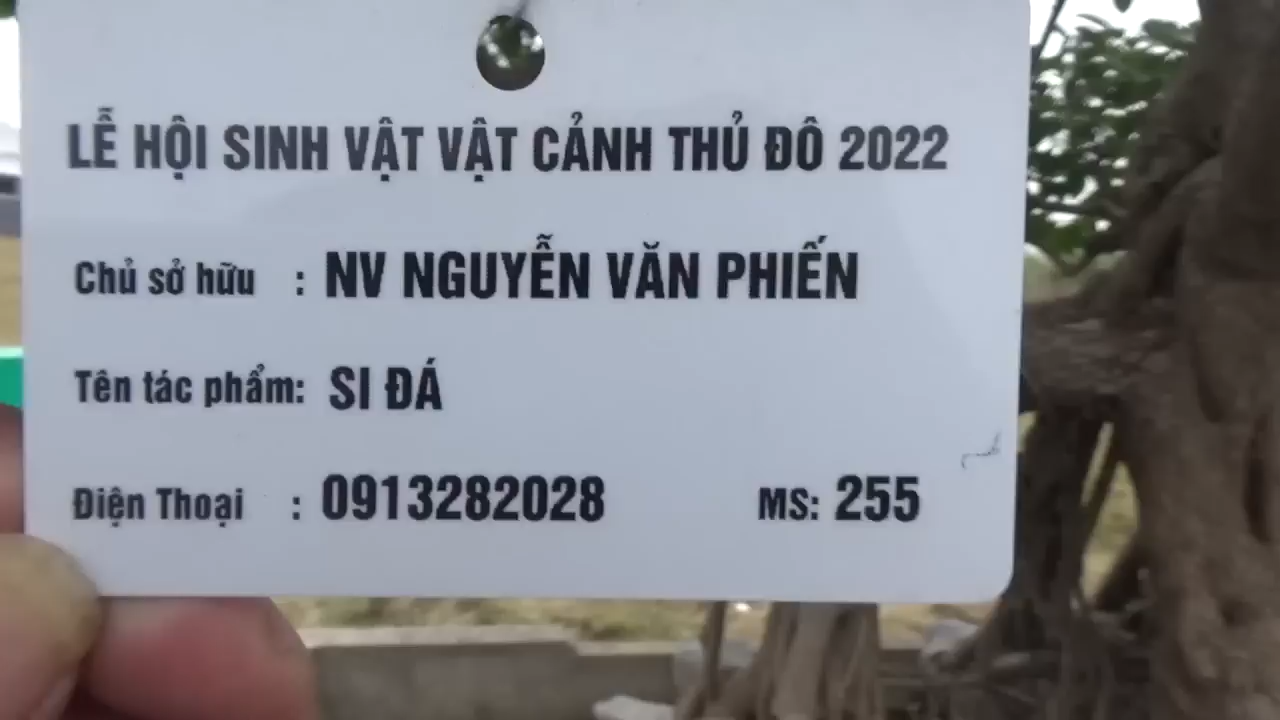 LỄ HỘI SINH VẬT VẬT CẢNH THỦ ĐÔ 2022
Chủ sở hữu : NV NGUYỄN VĂN PHIẾN
Tên tác phẩm: SI ĐÁ
Điện Thoại : 0913282028 MS: 255